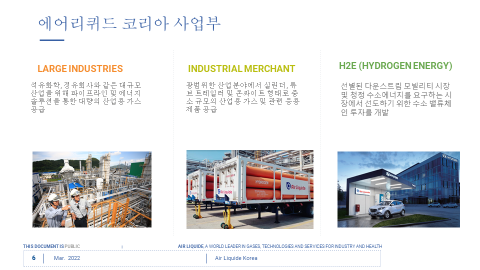 에어리퀴드 코리아 사업부
LARGE INDUSTRIES
석유화학, 정유회사와 같은 대규모
산업을 위해 파이프라인 및 에너지
솔루션을 통한 대량의 산업용 가스
공급
INDUSTRIAL MERCHANT
광범위한 산업분야에서 실린더, 튜
브 트레일러 및 온사이트 형태로 중
소 규모의 산업용 가스 및 관련 응용
제품 공급
H2E (HYDROGEN ENERGY)
선별된 다운스트림 모빌리티 시장
및 청정 수소에너지를 요구하는 시
장에서 선도하기 위한 수소 밸류체
인 투자를 개발
Air Liquide
THIS DOCUMENT IS PUBLIC
AIR LIQUIDE, A WORLD LEADER IN GASES, TECHNOLOGIES AND SERVICES FOR INDUSTRY AND HEALTH
6 Mar. 2022 Air Liquide Korea